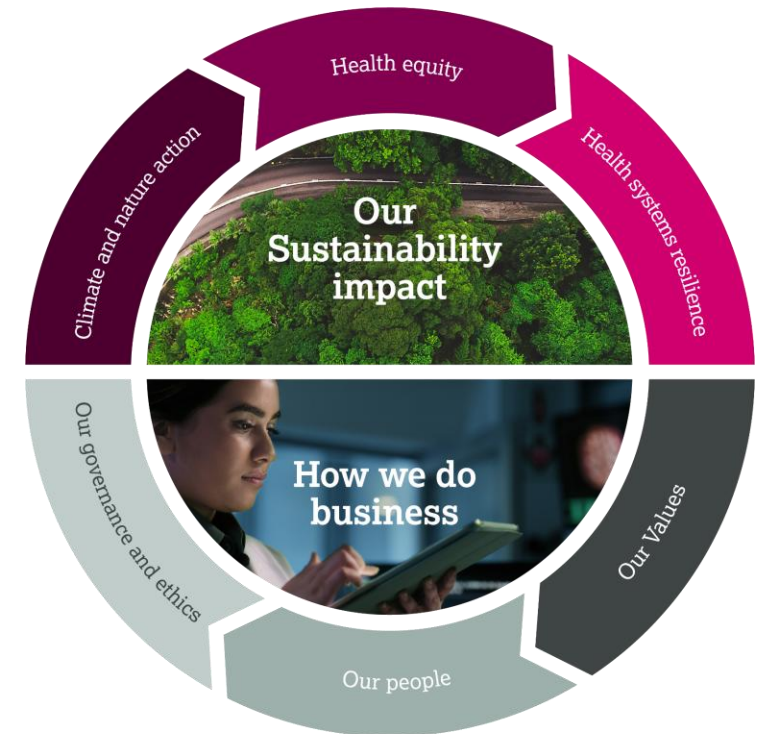 Climate and nature action
Health equity
Health systems resilience
Our
Sustainability
impact
How we do
business
Our Values
Our people
Our governance and ethics